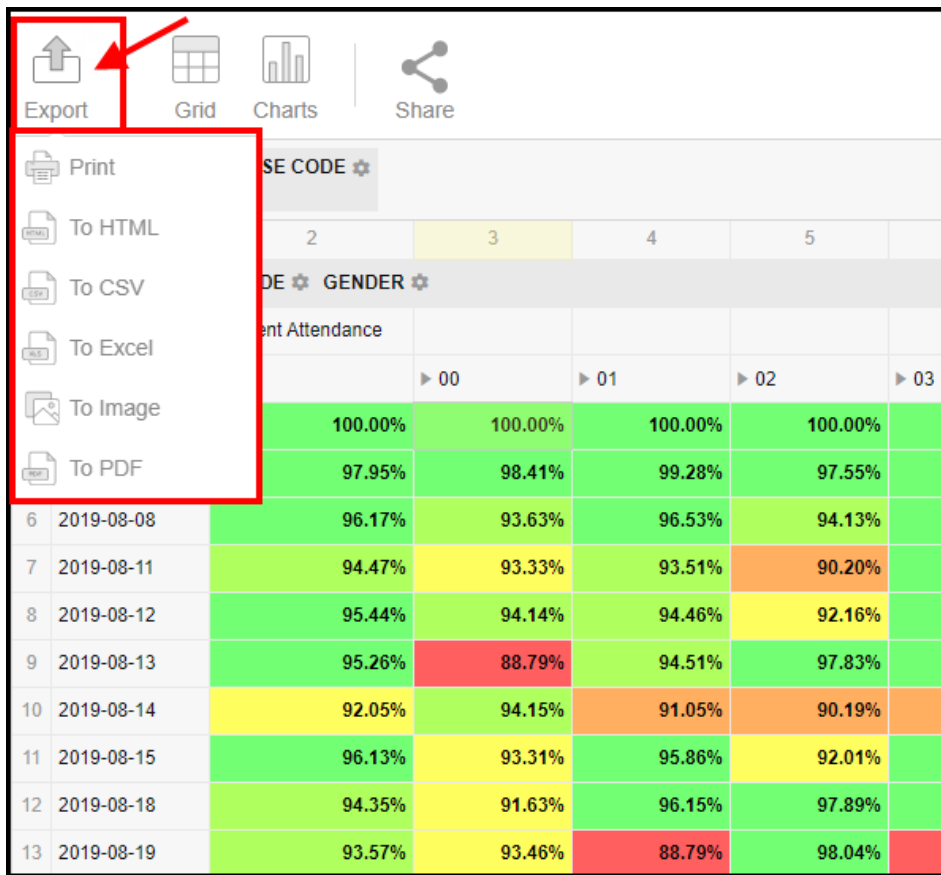 Export Grid Charts Share
Print
SE CODE
To HTML
2 3 4 5
To CSV
DE GENDER
To Excel
ent Attendance
00 01 02 03
To Image
100.00% 100.00% 100.00% 100.00%
To PDF
97.95% 98.41% 99.28% 97.55%
6 2019-08-08 96.17% 93.63% 96.53% 94.13%
7 2019-08-11 94.47% 93.33% 93.51% 90.20%
8 2019-08-12 95.44% 94.14% 94.46% 92.16%
9 2019-08-13 95.26% 88.79% 94.51% 97.83%
10 2019-08-14 92.05% 94.15% 91.05% 90.19%
11 2019-08-15 96.13% 93.31% 95.86% 92.01%
12 2019-08-18 94.35% 91.63% 96.15% 97.89%
13 2019-08-19 93.57% 93.46% 88.79% 98.04%